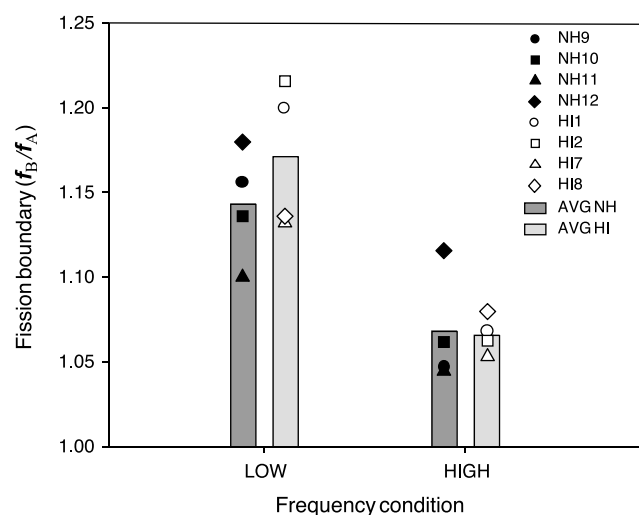 Fission boundary (fB/fA)
1.25
1.20
1.15
1.10
1.05
1.00
NH9
NH10
NH11
NH12
HI1
HI2
HI7
HI8
AVG NH
AVG HI
LOW
HIGH
Frequency condition